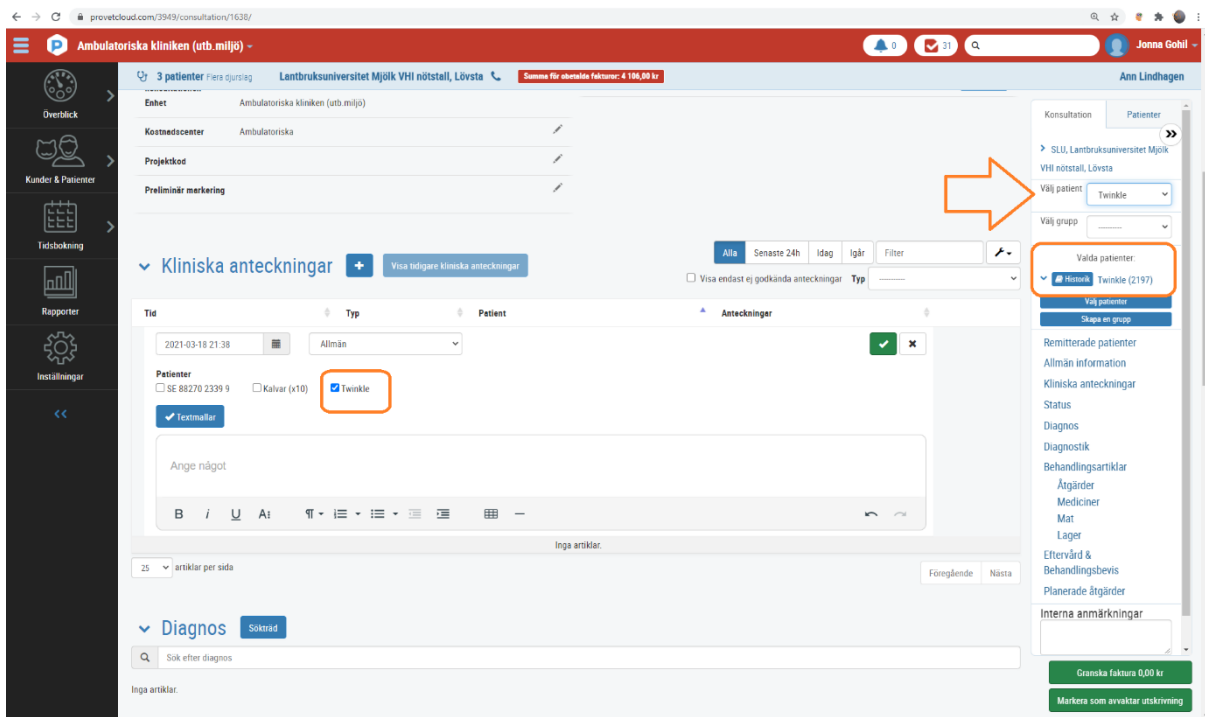 provetcloud.com/3949/consultation/1638/
Ambulatoriska kliniken (utb.miljö)
0
31
Jonna Gohil
3 patienter Flera djurslag Lantbruksuniversitet Mjölk VHI nötstall, Lövsta Summa för obetalda fakturor: 4 106,00 kr Ann Lindhagen
Överblick
Kunder & Patienter
Tidsbokning
Rapporter
Inställningar
<<
Enhet Ambulatoriska kliniken (utb.miljö)
Kostnadscenter Ambulatoriska
Projektkod
Preliminär markering
Kliniska anteckningar + Visa tidigare kliniska anteckningar
Alla Senaste 24h Idag Igår Filter
Visa endast ej godkända anteckningar Typ ----------
Tid Typ Patient Anteckningar
2021-03-18 21:38 Allmän
Patienter
SE 88270 2339 9 Kalvar (x10) Twinkle
Textmallar
Ange något
B i U A
Inga artiklar.
25 artiklar per sida
Föregående Nästa
Diagnos Sökträd
Sök efter diagnos
Inga artiklar.
Konsultation Patienter
SLU, Lantbruksuniversitet Mjölk
VHI nötstall, Lövsta
Välj patient Twinkle
Välj grupp ----------
Valda patienter:
Historik Twinkle (2197)
Välj patienter
Skapa en grupp
Remitterade patienter
Allmän information
Kliniska anteckningar
Status
Diagnos
Diagnostik
Behandlingsartiklar
Åtgärder
Mediciner
Mat
Lager
Eftervård &
Behandlingsbevis
Planerade åtgärder
Interna anmärkningar
Granska faktura 0,00 kr
Markera som avvaktar utskrivning